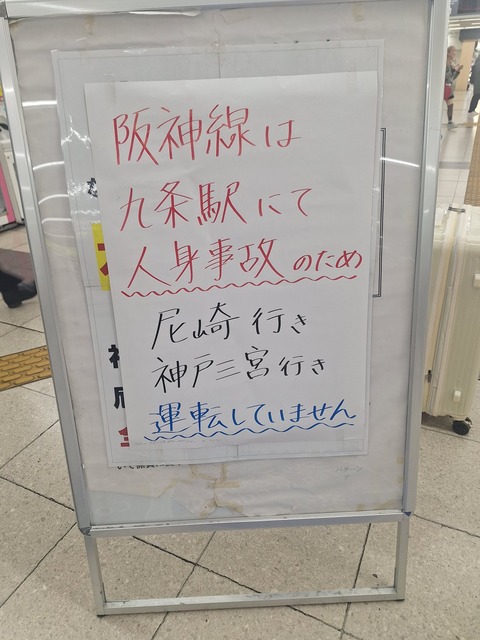 阪神線は
九条駅にて
人身事故のため
尼崎行き
神戸三宮行き
運転していません